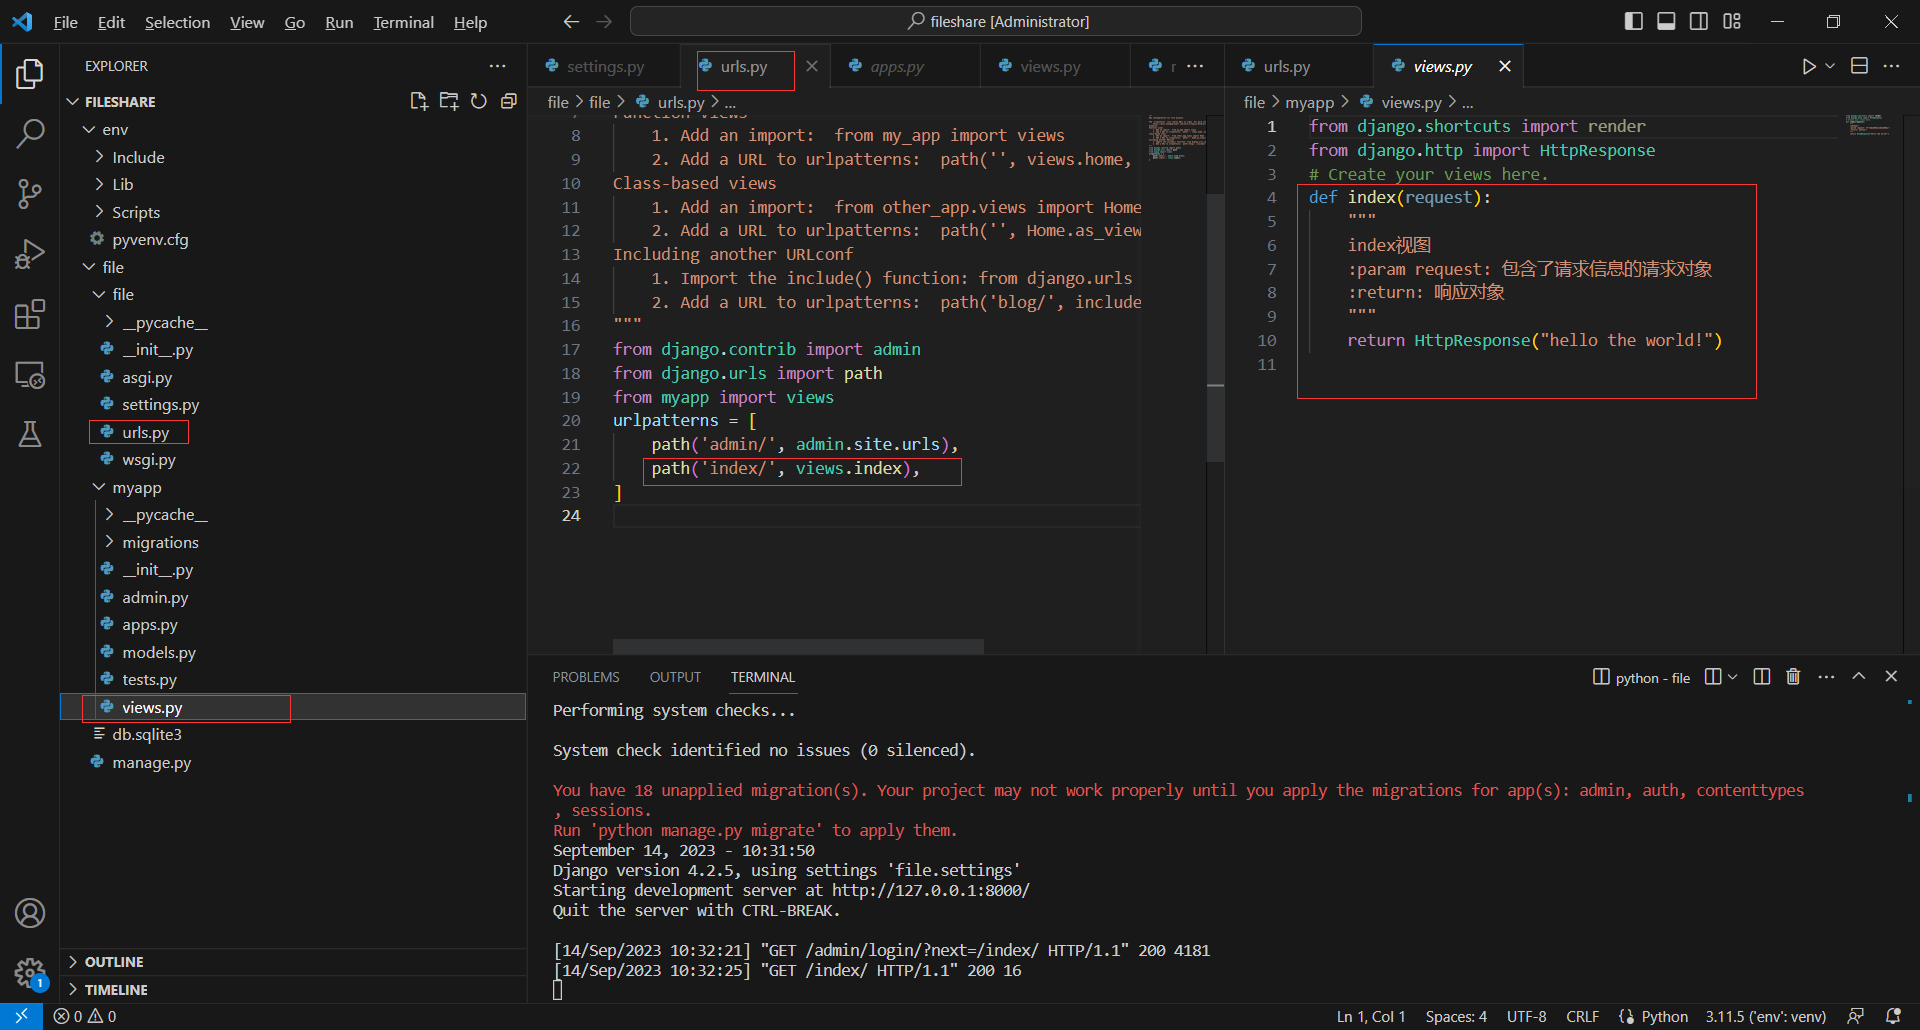 File Edit Selection View Go Run Terminal Help
fileshare [Administrator]
EXPLORER
FILESHARE
env
Include
Lib
Scripts
pyvenv.cfg
file
file
__pycache__
__init__.py
asgi.py
settings.py
urls.py
wsgi.py
myapp
__pycache__
migrations
__init__.py
admin.py
apps.py
models.py
tests.py
views.py
db.sqlite3
manage.py
OUTLINE
TIMELINE
settings.py urls.py apps.py views.py r
file > file > urls.py > ...
7 Function views
8 1. Add an import:  from my_app import views
9 2. Add a URL to urlpatterns:  path('', views.home,
10 Class-based views
11 1. Add an import:  from other_app.views import Home
12 2. Add a URL to urlpatterns:  path('', Home.as_view
13 Including another URLconf
14 1. Import the include() function: from django.urls
15 2. Add a URL to urlpatterns:  path('blog/', include
16 """
17 from django.contrib import admin
18 from django.urls import path
19 from myapp import views
20 urlpatterns = [
21 path('admin/', admin.site.urls),
22 path('index/', views.index),
23 ]
24
urls.py views.py
file > myapp > views.py > ...
1 from django.shortcuts import render
2 from django.http import HttpResponse
3 # Create your views here.
4 def index(request):
5 """
6 index视图
7 :param request: 包含了请求信息的请求对象
8 :return: 响应对象
9 """
10 return HttpResponse("hello the world!")
11
PROBLEMS OUTPUT TERMINAL
python - file
Performing system checks...
System check identified no issues (0 silenced).
You have 18 unapplied migration(s). Your project may not work properly until you apply the migrations for app(s): admin, auth, contenttypes
, sessions.
Run 'python manage.py migrate' to apply them.
September 14, 2023 - 10:31:50
Django version 4.2.5, using settings 'file.settings'
Starting development server at http://127.0.0.1:8000/
Quit the server with CTRL-BREAK.
[14/Sep/2023 10:32:21] "GET /admin/login/?next=/index/ HTTP/1.1" 200 4181
[14/Sep/2023 10:32:25] "GET /index/ HTTP/1.1" 200 16
1
0 0
Ln 1, Col 1 Spaces: 4 UTF-8 CRLF Python 3.11.5 ('env': venv)